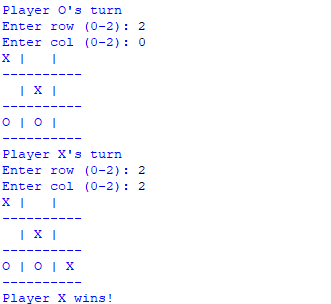 Player O's turn
Enter row (0-2): 2
Enter col (0-2): 0
X |   |
----------
  | X |
----------
O | O |
----------
Player X's turn
Enter row (0-2): 2
Enter col (0-2): 2
X |   |
----------
  | X |
----------
O | O | X
----------
Player X wins!